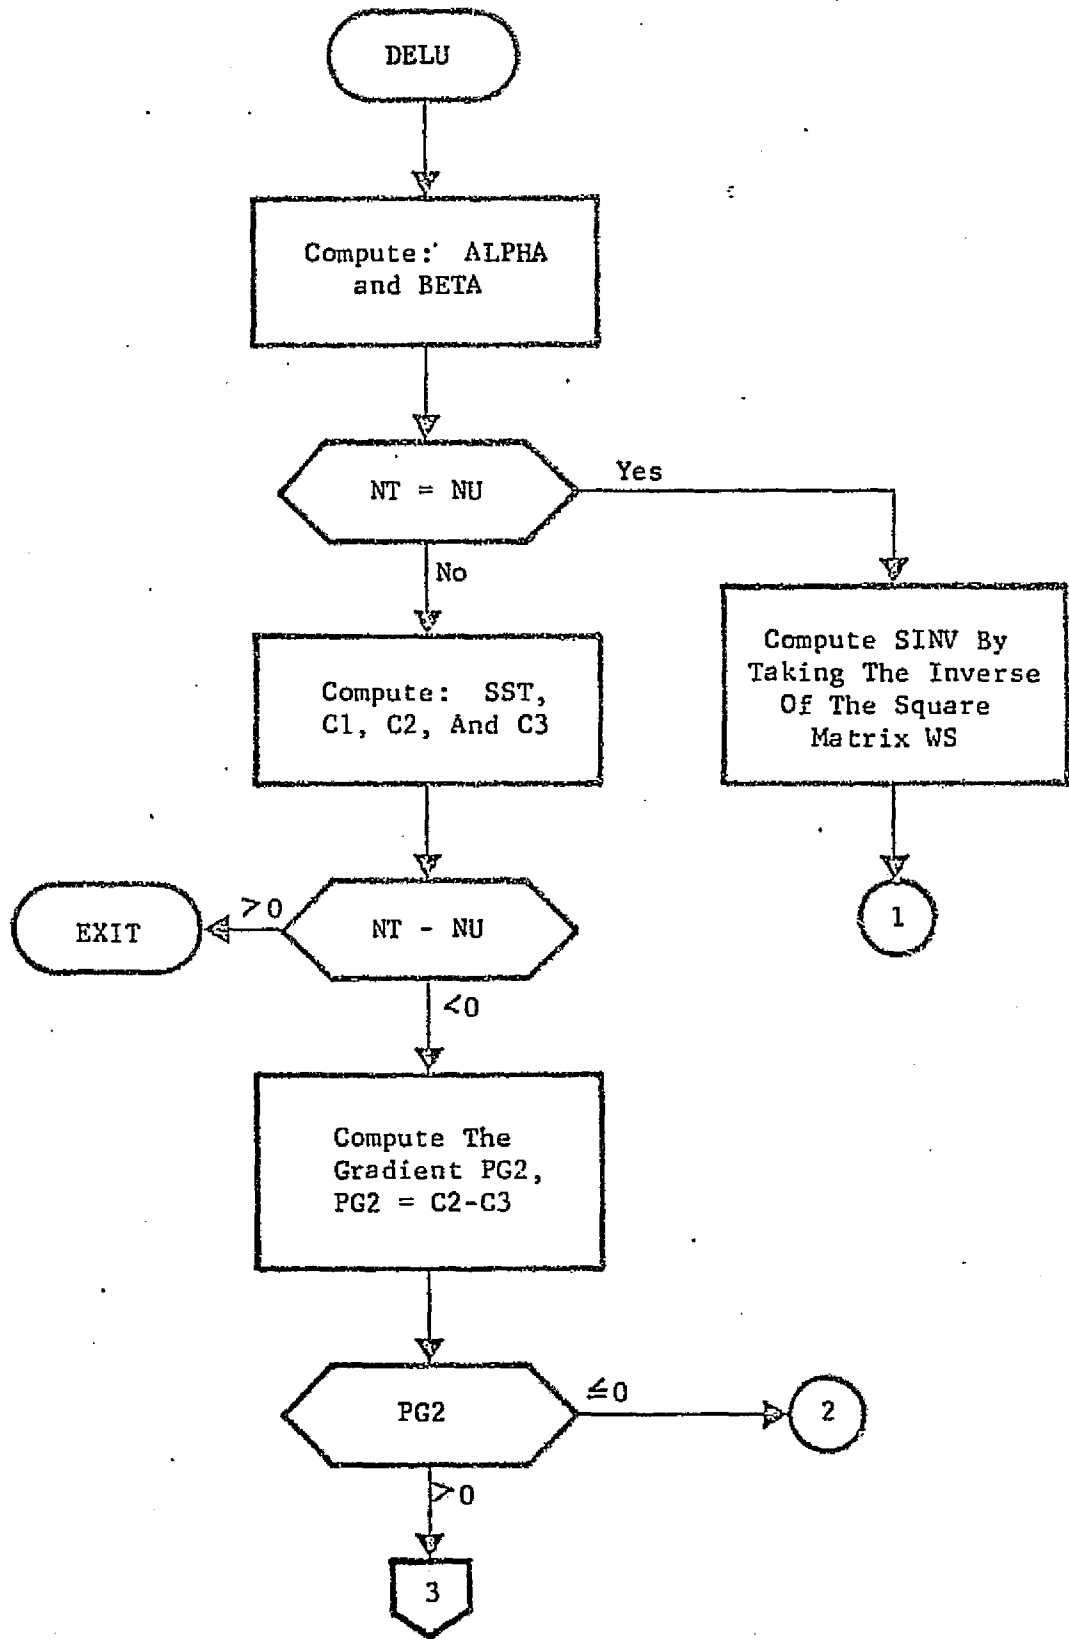 DELU
Compute: ALPHA
and BETA
NT = NU
Yes
No
Compute: SST,
C1, C2, And C3
Compute SINV By
Taking The Inverse
Of The Square
Matrix WS
1
NT - NU
>0
EXIT
<0
Compute The
Gradient PG2,
PG2 = C2-C3
PG2
≤0
2
>0
3